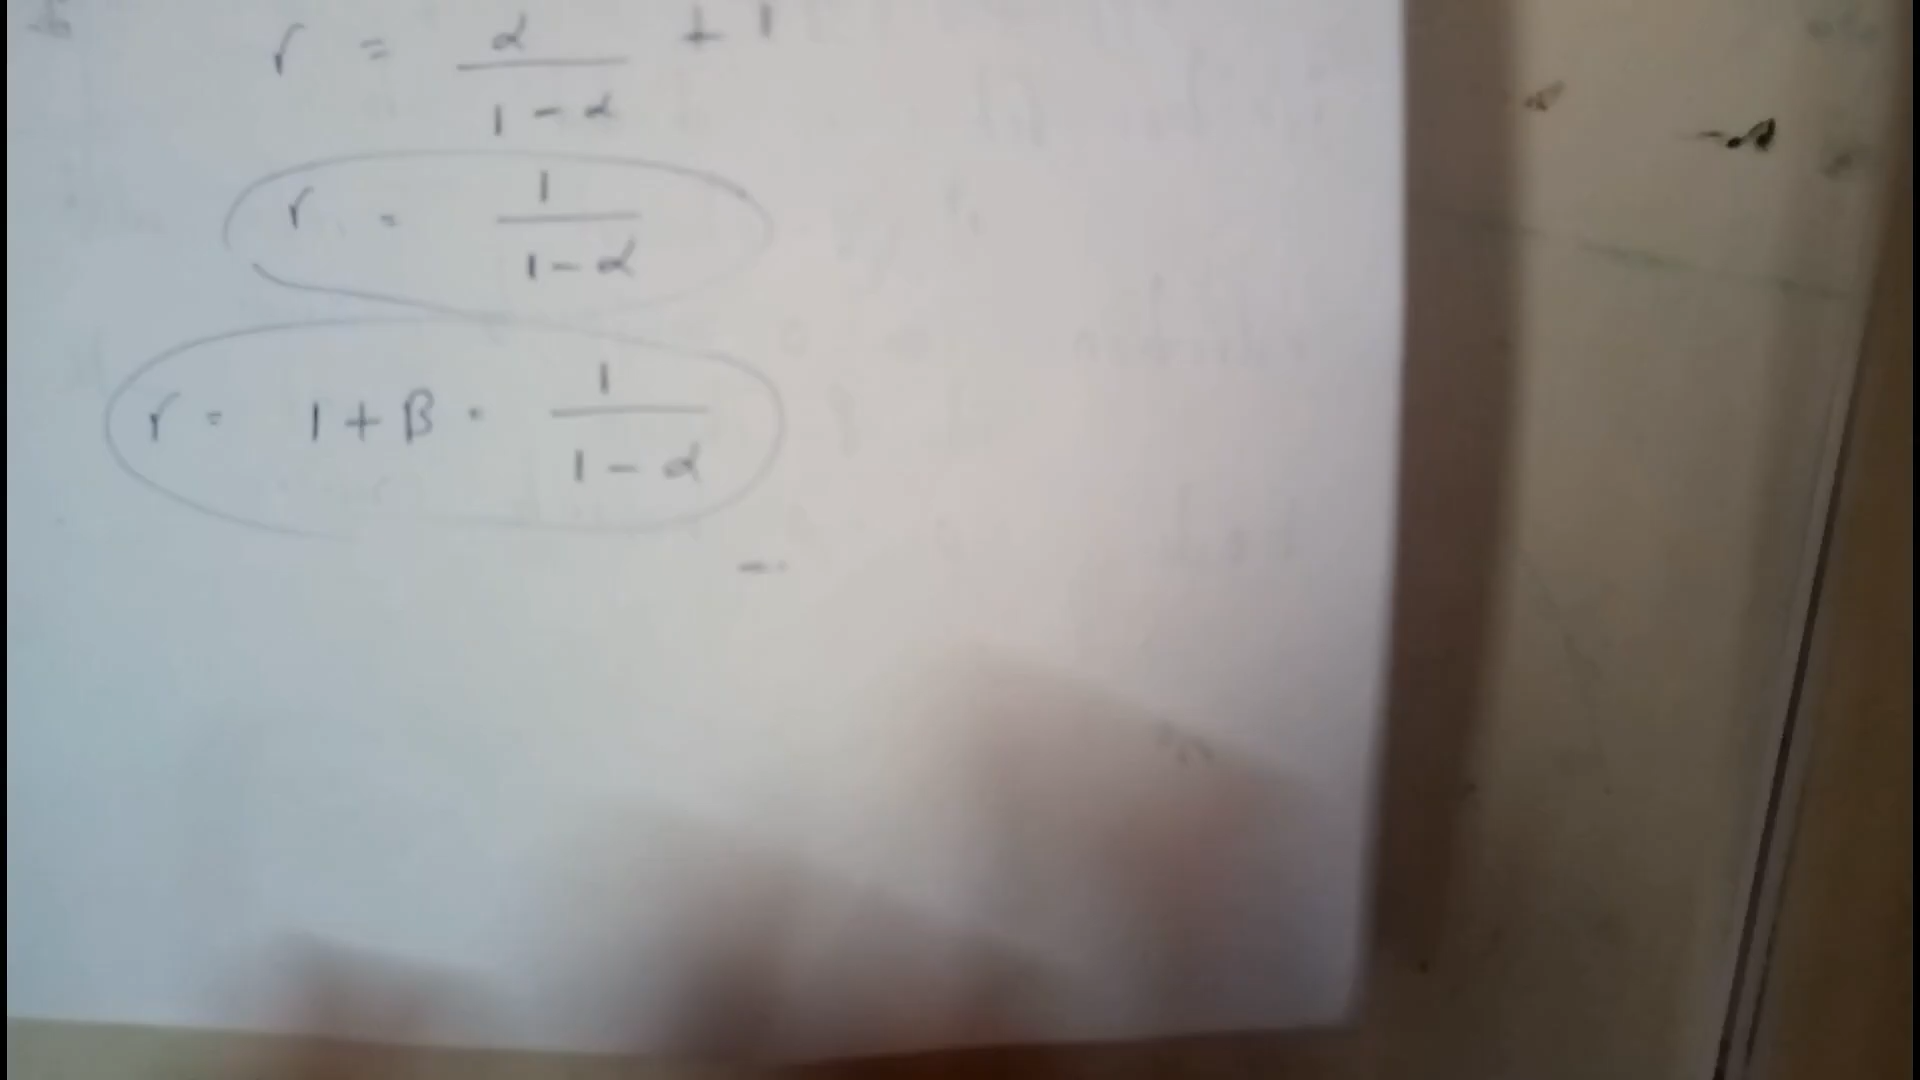 r = α / (1 - α) + 1
r = 1 / (1 - α)
r = 1 + β = 1 / (1 - α)